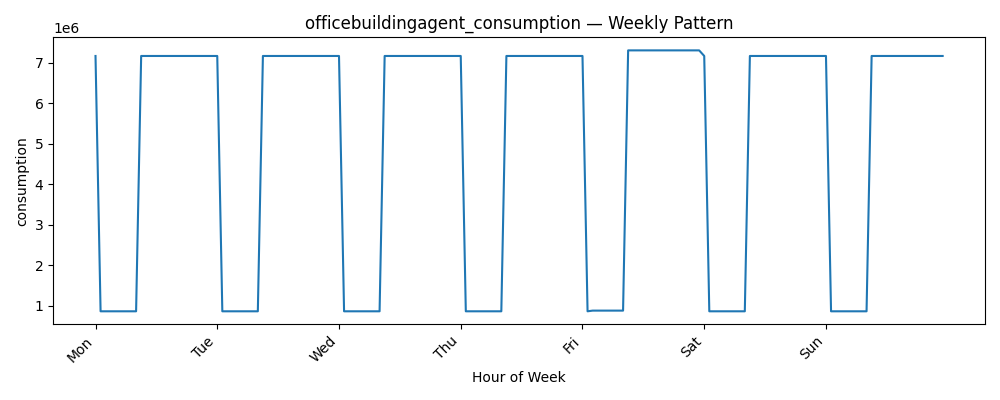 officebuildingagent_consumption — Weekly Pattern
1e6
7
6
5
4
3
2
1
consumption
Mon
Tue
Wed
Thu
Fri
Sat
Sun
Hour of Week